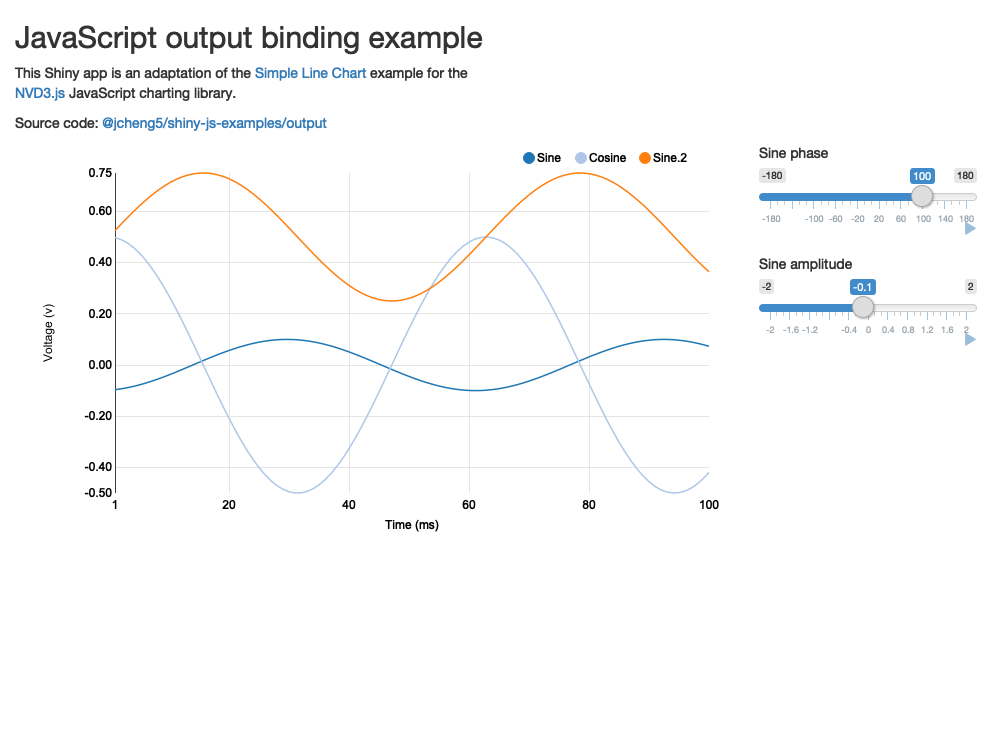 JavaScript output binding example
This Shiny app is an adaptation of the Simple Line Chart example for the
NVD3.js JavaScript charting library.
Source code: @jcheng5/shiny-js-examples/output
Sine Cosine Sine.2
0.75
0.60
0.40
0.20
0.00
-0.20
-0.40
-0.50
Voltage (v)
1 20 40 60 80 100
Time (ms)
Sine phase
-180 100 180
-180 -100 -60 -20 20 60 100 140 180
Sine amplitude
-2 -0.1 2
-2 -1.6 -1.2 -0.4 0 0.4 0.8 1.2 1.6 2